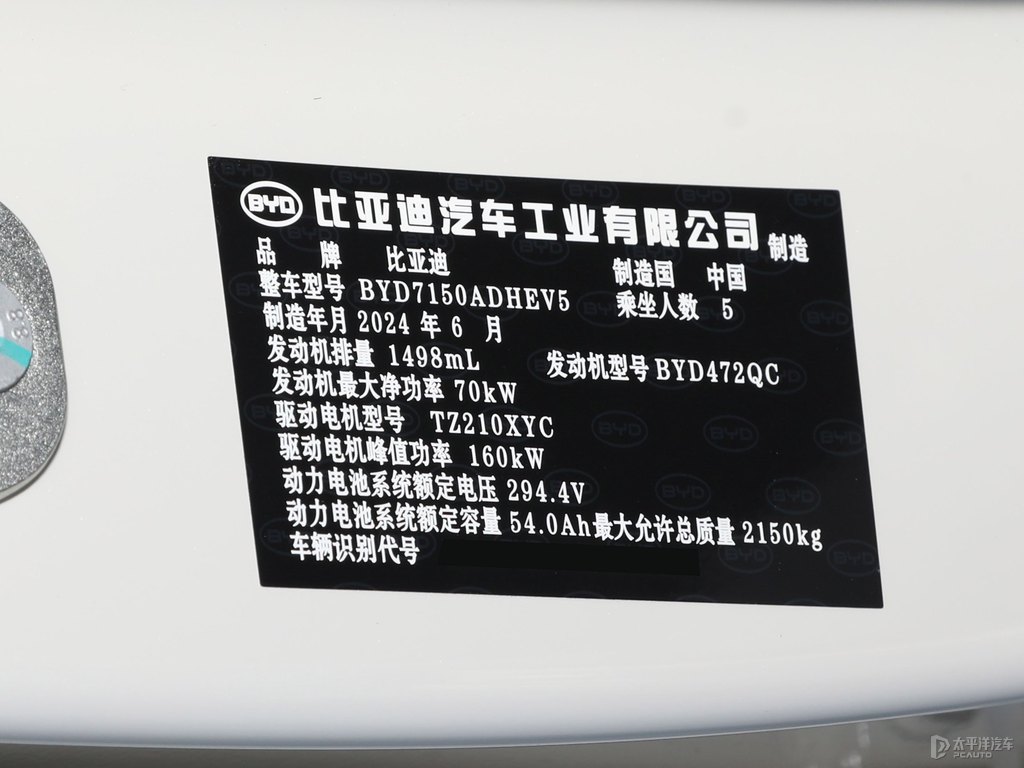 BYD 比亚迪汽车工业有限公司 制造
品 牌 比亚迪 制造国 中国
整车型号 BYD7150ADHEV5 乘坐人数 5
制造年月 2024 年 6 月
发动机排量 1498mL 发动机型号 BYD472QC
发动机最大净功率 70kW
驱动电机型号 TZ210XYC
驱动电机峰值功率 160kW
动力电池系统额定电压 294.4V
动力电池系统额定容量 54.0Ah 最大允许总质量 2150kg
车辆识别代号
太平洋汽车
PCAUTO